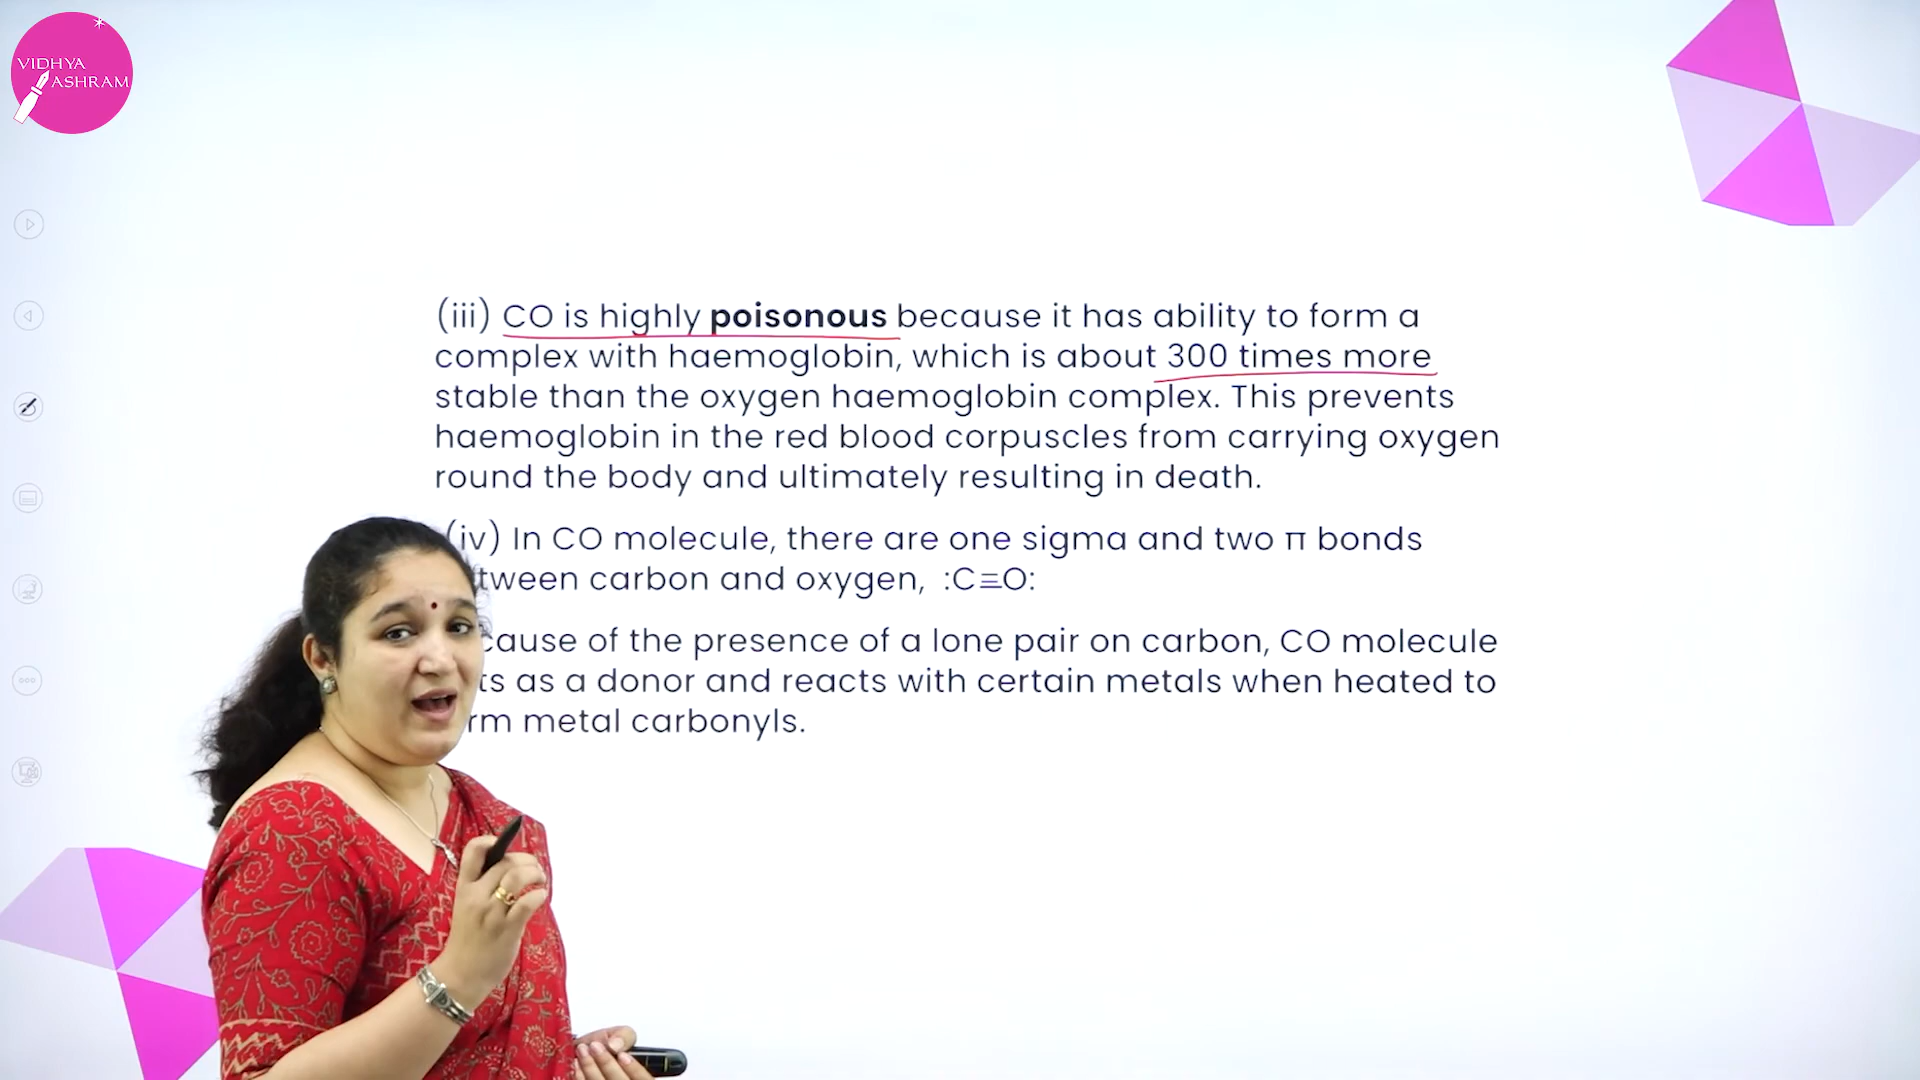 VIDHYA
ASHRAM
(iii) CO is highly poisonous because it has ability to form a
complex with haemoglobin, which is about 300 times more
stable than the oxygen haemoglobin complex. This prevents
haemoglobin in the red blood corpuscles from carrying oxygen
round the body and ultimately resulting in death.
(iv) In CO molecule, there are one sigma and two π bonds
tween carbon and oxygen, :C≡O:
cause of the presence of a lone pair on carbon, CO molecule
ts as a donor and reacts with certain metals when heated to
rm metal carbonyls.